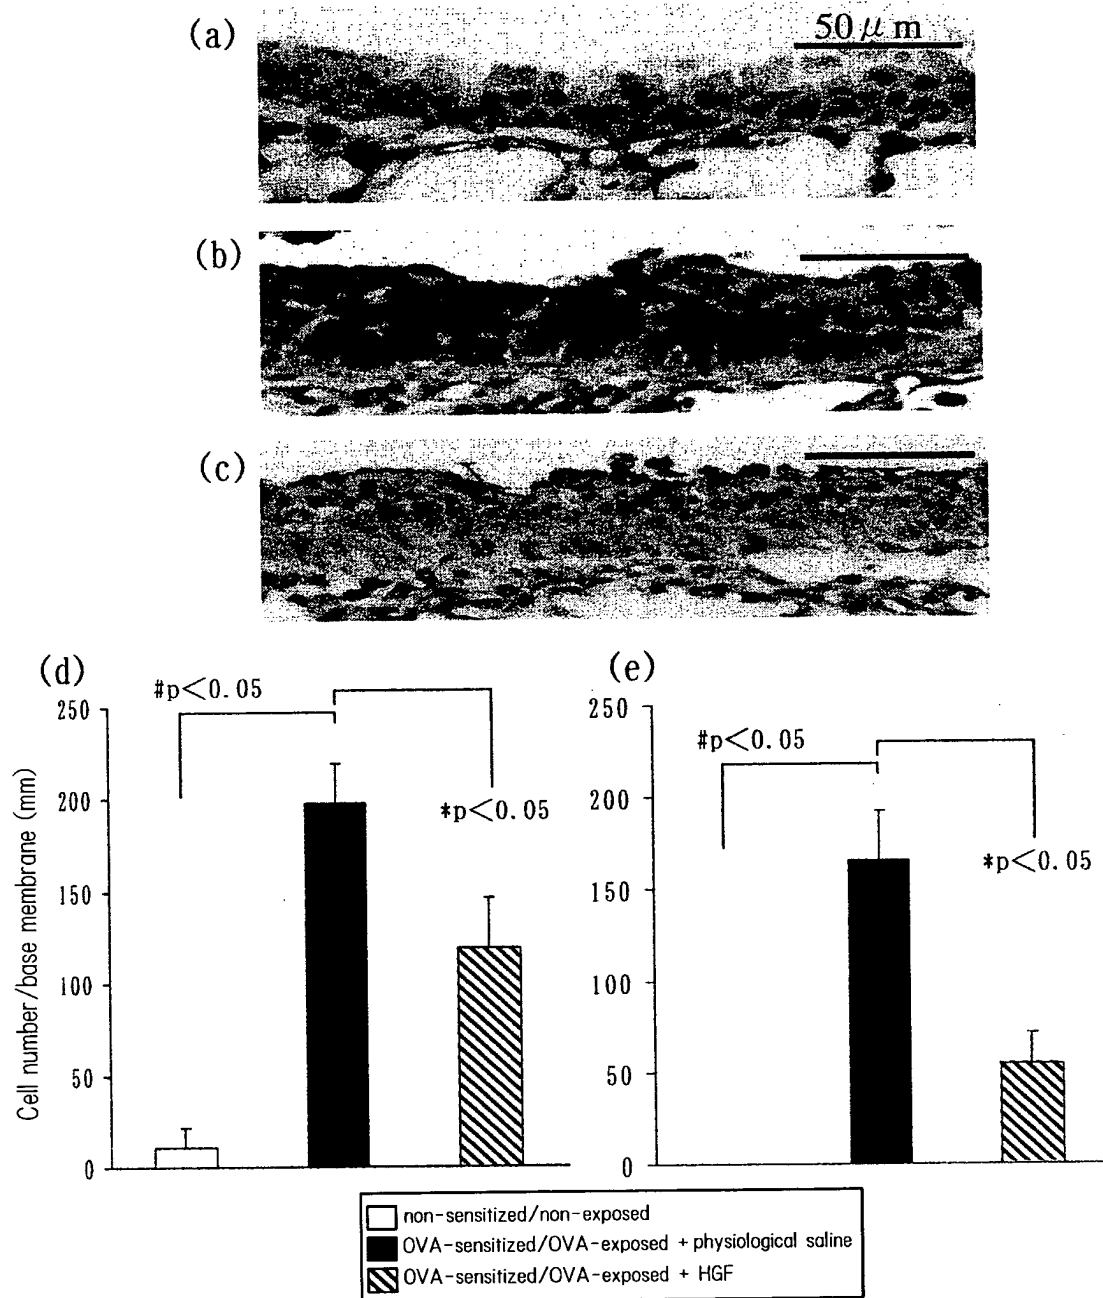 (a)
50 μm
(b)
(c)
(d)
(e)
#p<0.05
*p<0.05
#p<0.05
*p<0.05
Cell number/base membrane (mm)
250
200
150
100
50
0
250
200
150
100
50
0
non-sensitized/non-exposed
OVA-sensitized/OVA-exposed + physiological saline
OVA-sensitized/OVA-exposed + HGF